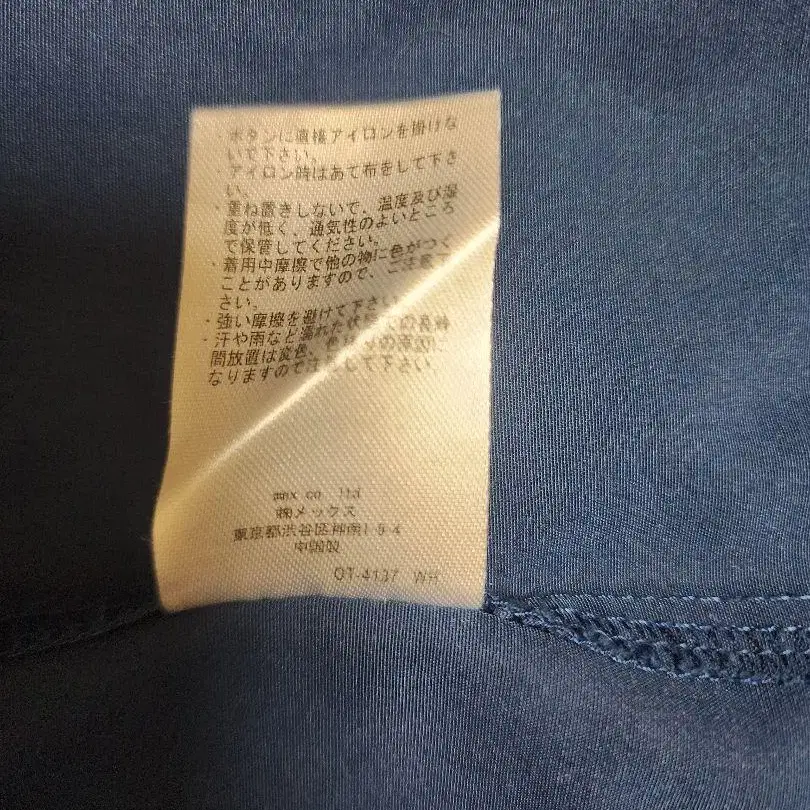 ・ボタンに直接アイロンを掛けな
いで下さい。
・アイロン時はあて布をして下さ
い。
・重ね置きしないで、温度及び湿
度が低く、通気性のよいところ
で保管してください。
・着用中摩擦で他の物に色がつく
ことがありますので、ご注意下
さい。
・強い摩擦を避けて下さい
・汗や雨など濡れた状態での長時
間放置は変色、の原因に
なりますので注意して下さい。
mex co ltd
㈱メックス
東京都渋谷区神南1-5-4
中国製
OT-4137 WH